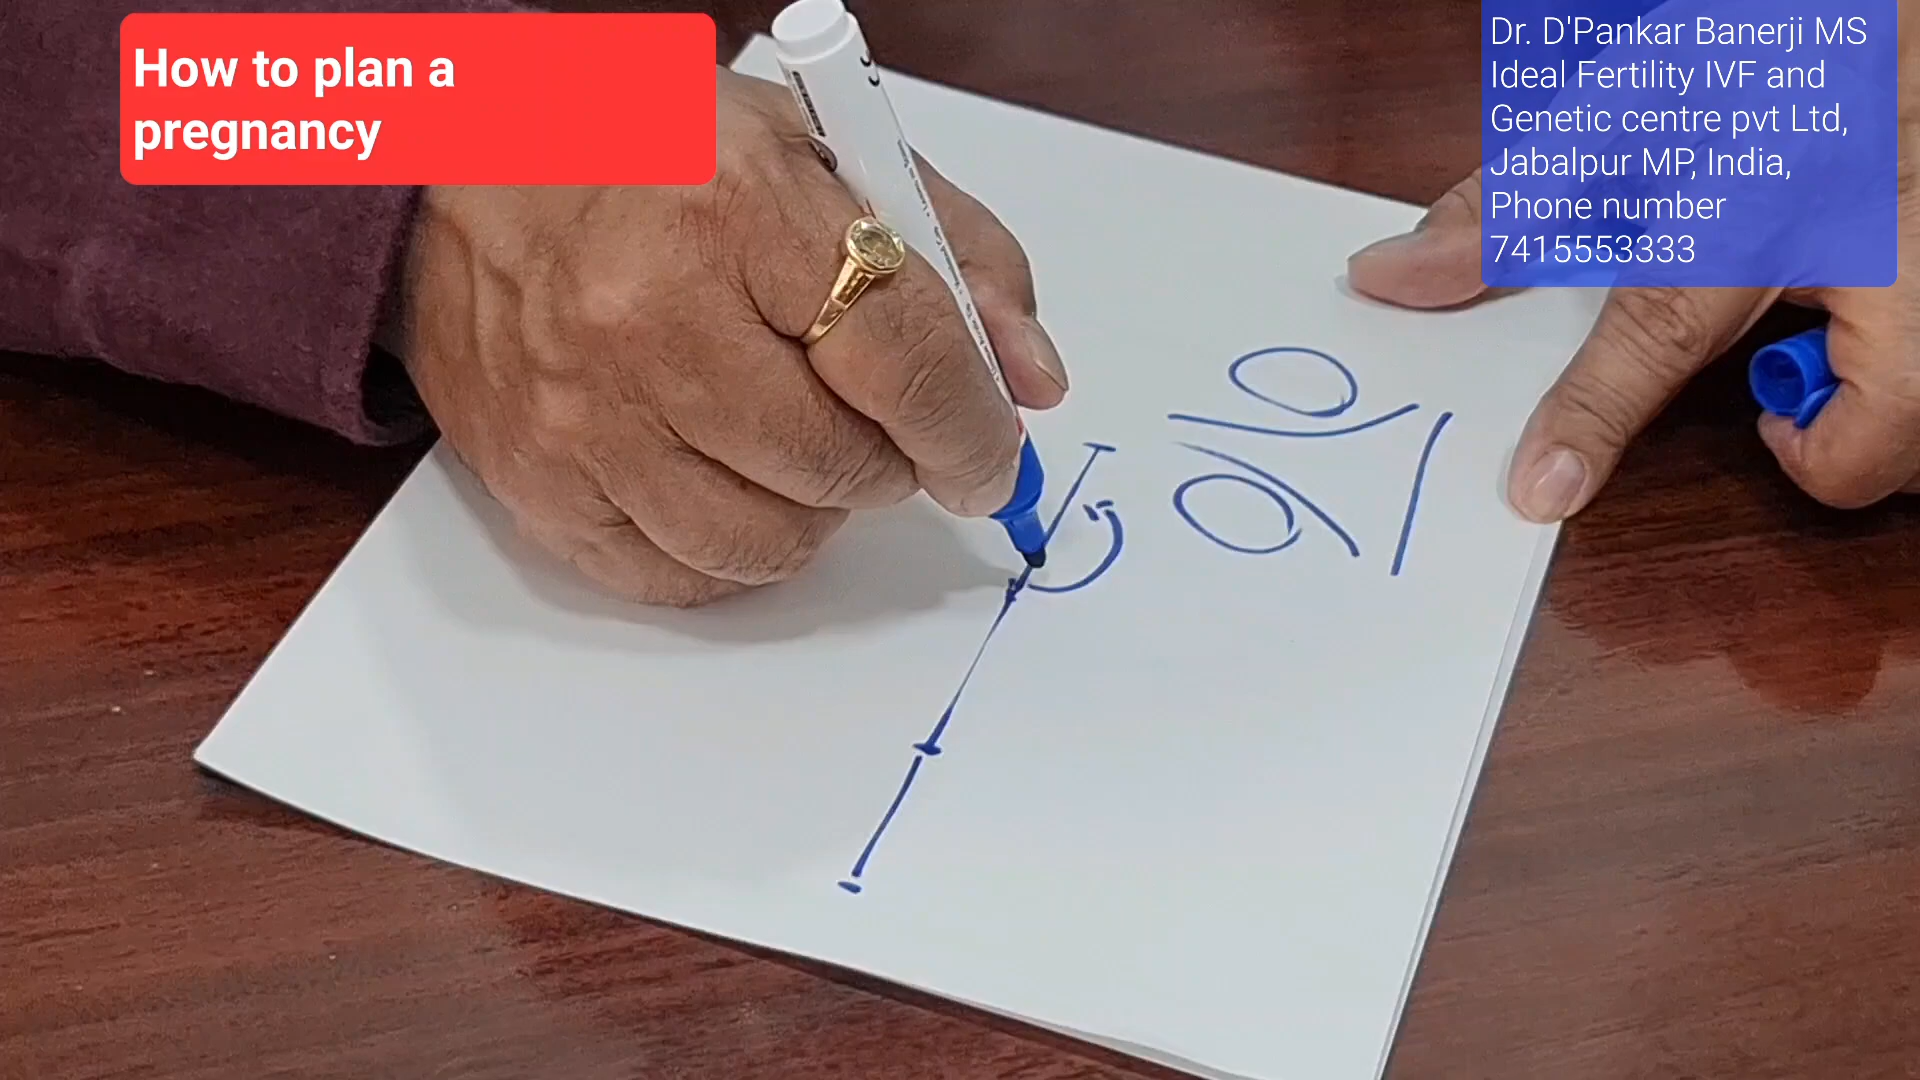 How to plan a
pregnancy
Dr. D'Pankar Banerji MS
Ideal Fertility IVF and
Genetic centre pvt Ltd,
Jabalpur MP, India,
Phone number
7415553333